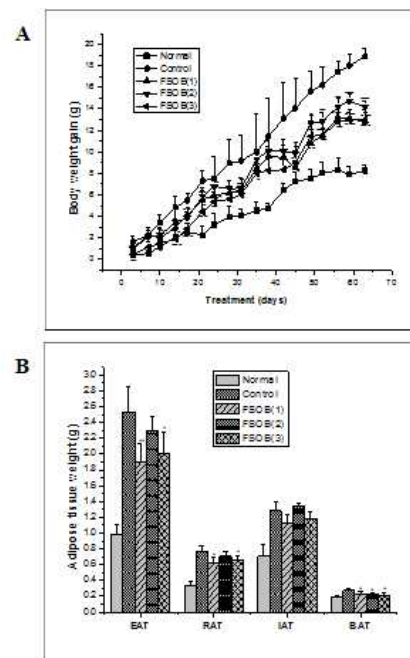 A
Normal
Control
FSOB(1)
FSOB(2)
FSOB(3)
Body weight gain (g)
20
18
16
14
12
10
8
6
4
2
0
0 10 20 30 40 50 60 70
Treatment (days)
B
Normal
Control
FSOB(1)
FSOB(2)
FSOB(3)
Adipose tissue weight (g)
3.0
2.8
2.6
2.4
2.2
2.0
1.8
1.6
1.4
1.2
1.0
0.8
0.6
0.4
0.2
0.0
EAT RAT IAT BAT